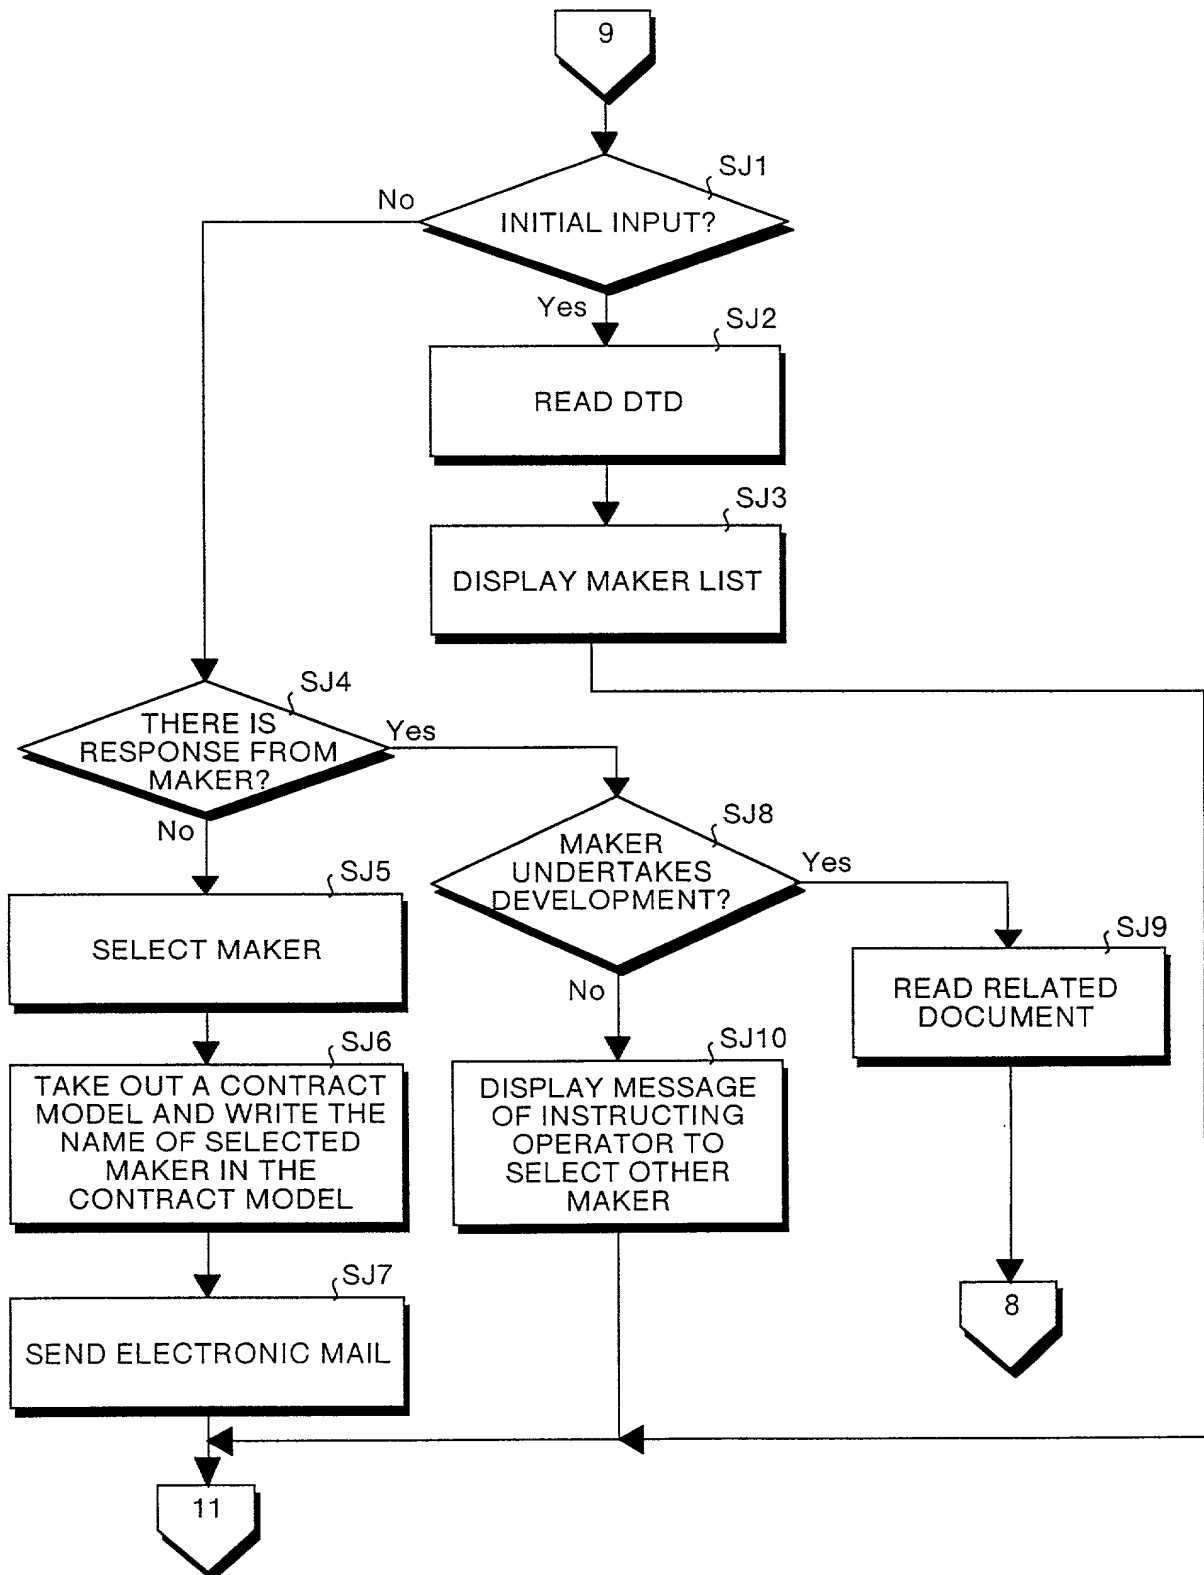 9
SJ1
No
INITIAL INPUT?
Yes
SJ2
READ DTD
SJ3
DISPLAY MAKER LIST
SJ4
THERE IS
RESPONSE FROM
MAKER?
Yes
No
SJ8
MAKER
UNDERTAKES
DEVELOPMENT?
Yes
No
SJ5
SELECT MAKER
SJ9
READ RELATED
DOCUMENT
SJ6
TAKE OUT A CONTRACT
MODEL AND WRITE THE
NAME OF SELECTED
MAKER IN THE
CONTRACT MODEL
SJ10
DISPLAY MESSAGE
OF INSTRUCTING
OPERATOR TO
SELECT OTHER
MAKER
SJ7
SEND ELECTRONIC MAIL
8
11